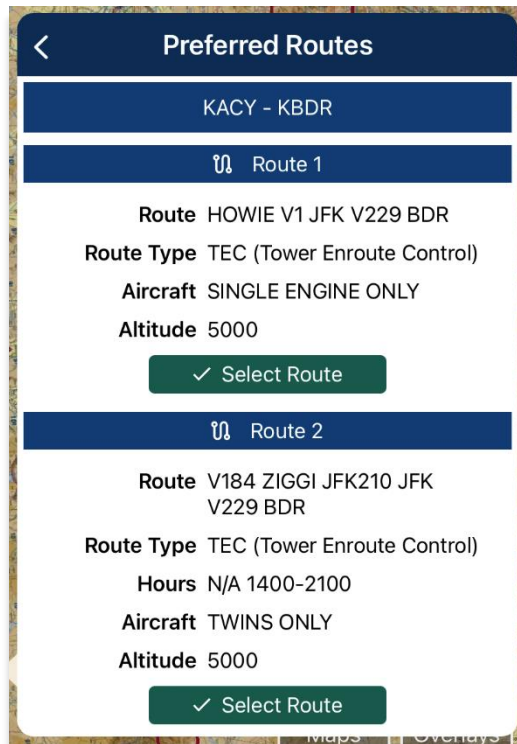 Preferred Routes
KACY - KBDR
Route 1
Route HOWIE V1 JFK V229 BDR
Route Type TEC (Tower Enroute Control)
Aircraft SINGLE ENGINE ONLY
Altitude 5000
Select Route
Route 2
Route V184 ZIGGI JFK210 JFK
V229 BDR
Route Type TEC (Tower Enroute Control)
Hours N/A 1400-2100
Aircraft TWINS ONLY
Altitude 5000
Select Route
Maps Overlays